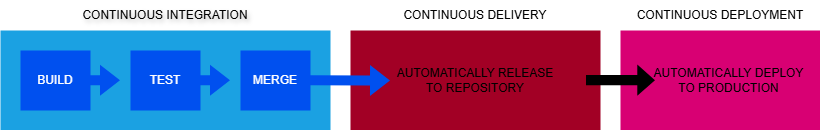 CONTINUOUS INTEGRATION
CONTINUOUS DELIVERY
CONTINUOUS DEPLOYMENT
BUILD
TEST
MERGE
AUTOMATICALLY RELEASE
TO REPOSITORY
AUTOMATICALLY DEPLOY
TO PRODUCTION